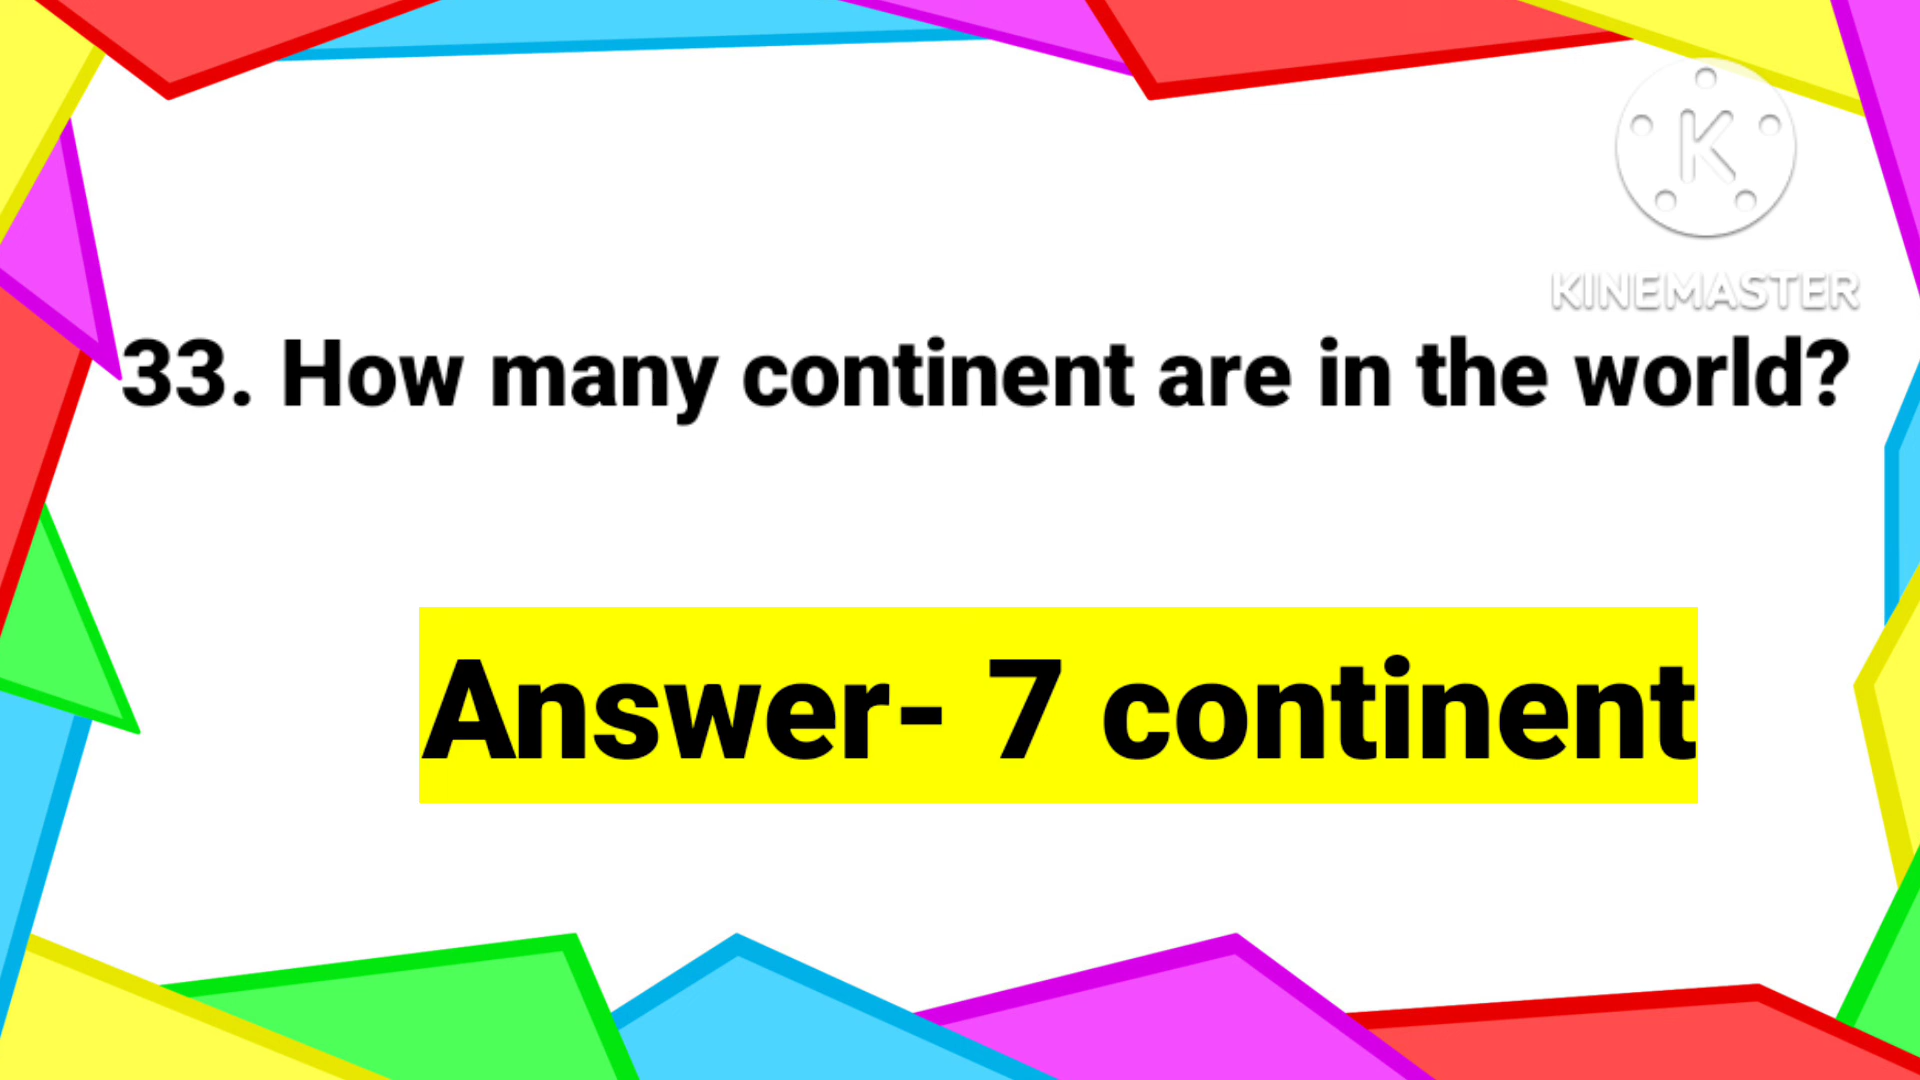 K
KINEMASTER
33. How many continent are in the world?
Answer- 7 continent